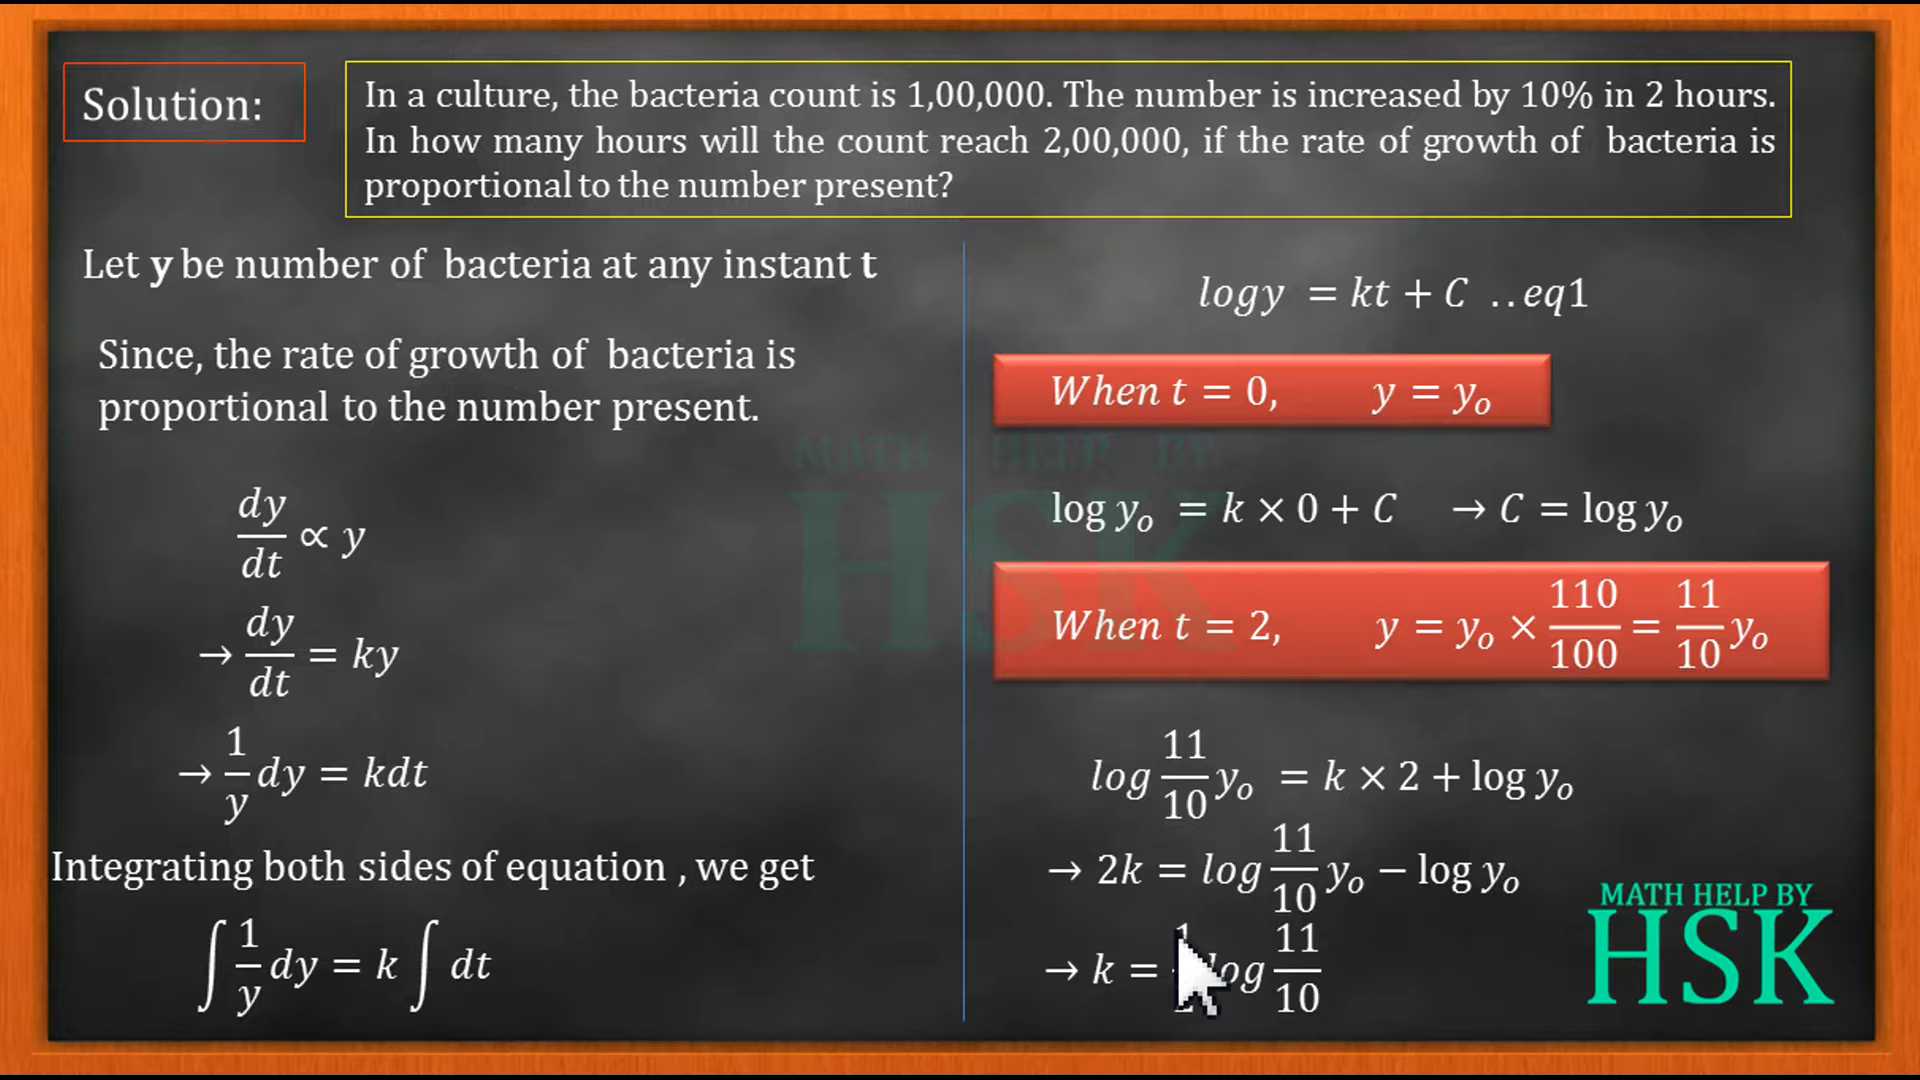 Solution:
In a culture, the bacteria count is 1,00,000. The number is increased by 10% in 2 hours.
In how many hours will the count reach 2,00,000, if the rate of growth of bacteria is
proportional to the number present?
Let y be number of bacteria at any instant t
Since, the rate of growth of bacteria is
proportional to the number present.
dy/dt ∝ y
→ dy/dt = ky
→ 1/y dy = kdt
Integrating both sides of equation , we get
∫ 1/y dy = k ∫ dt
logy = kt + C ..eq1
When t = 0, y = yₒ
log yₒ = k × 0 + C → C = log yₒ
When t = 2, y = yₒ × 110/100 = 11/10 yₒ
log 11/10 yₒ = k × 2 + log yₒ
→ 2k = log 11/10 yₒ − log yₒ
→ k = log 11/10
MATH HELP BY
HSK
MATH HELP BY
HSK